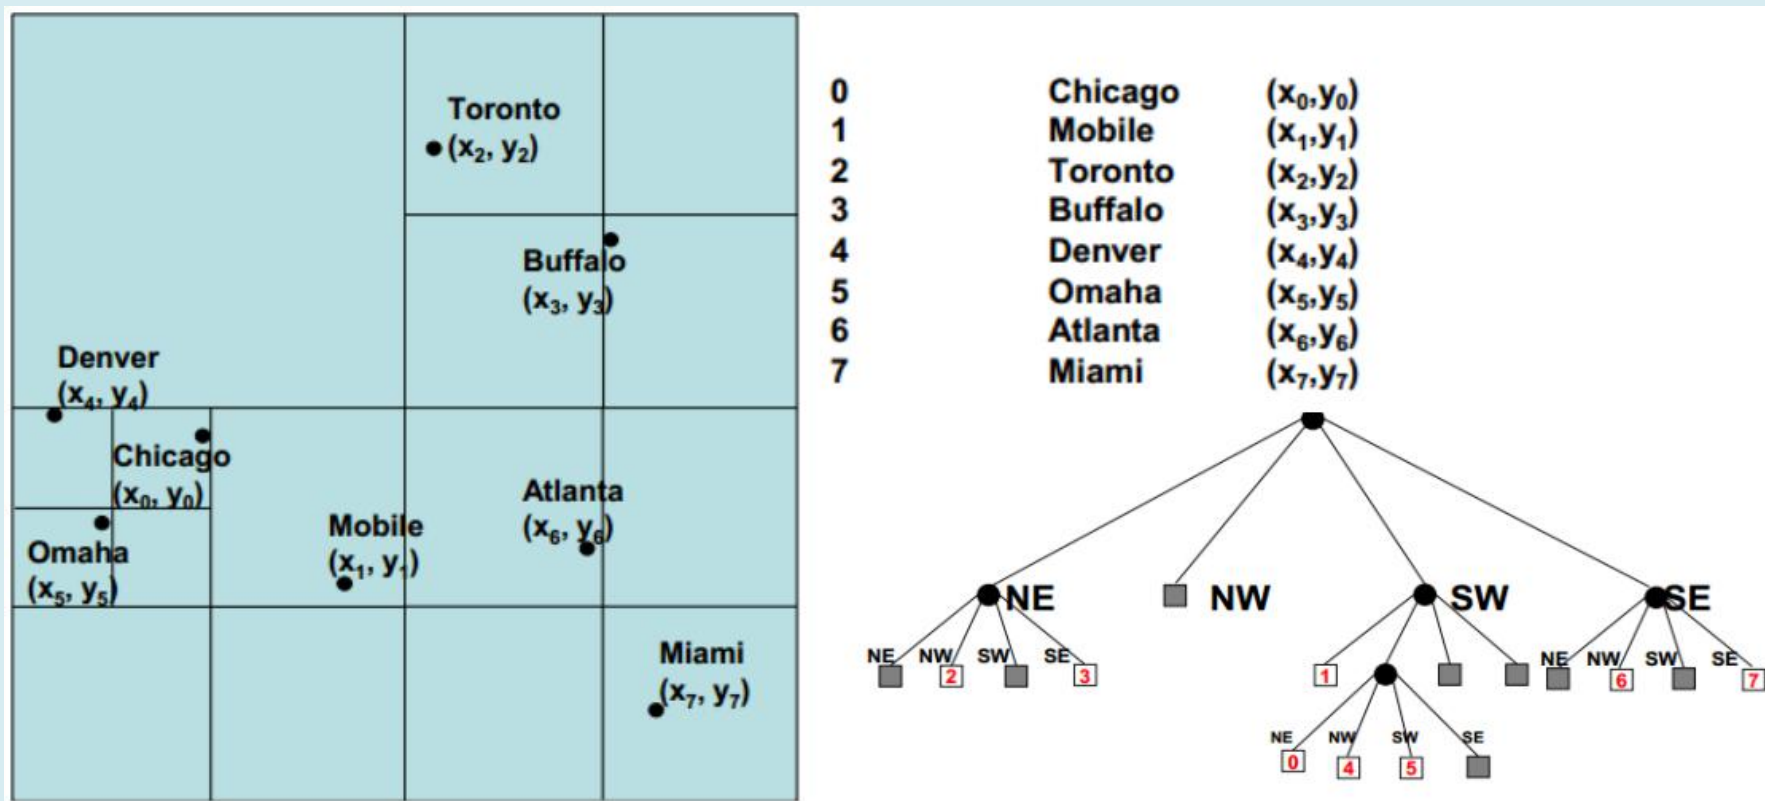 Toronto
(x₂, y₂)
Buffalo
(x₃, y₃)
Denver
(x₄, y₄)
Chicago
(x₀, y₀)
Omaha
(x₅, y₅)
Mobile
(x₁, y₁)
Atlanta
(x₆, y₆)
Miami
(x₇, y₇)
0 Chicago (x₀,y₀)
1 Mobile (x₁,y₁)
2 Toronto (x₂,y₂)
3 Buffalo (x₃,y₃)
4 Denver (x₄,y₄)
5 Omaha (x₅,y₅)
6 Atlanta (x₆,y₆)
7 Miami (x₇,y₇)
NE NW SW SE
NE NW SW SE NE NW SW SE
2 3 1 6 7
NE NW SW SE
0 4 5